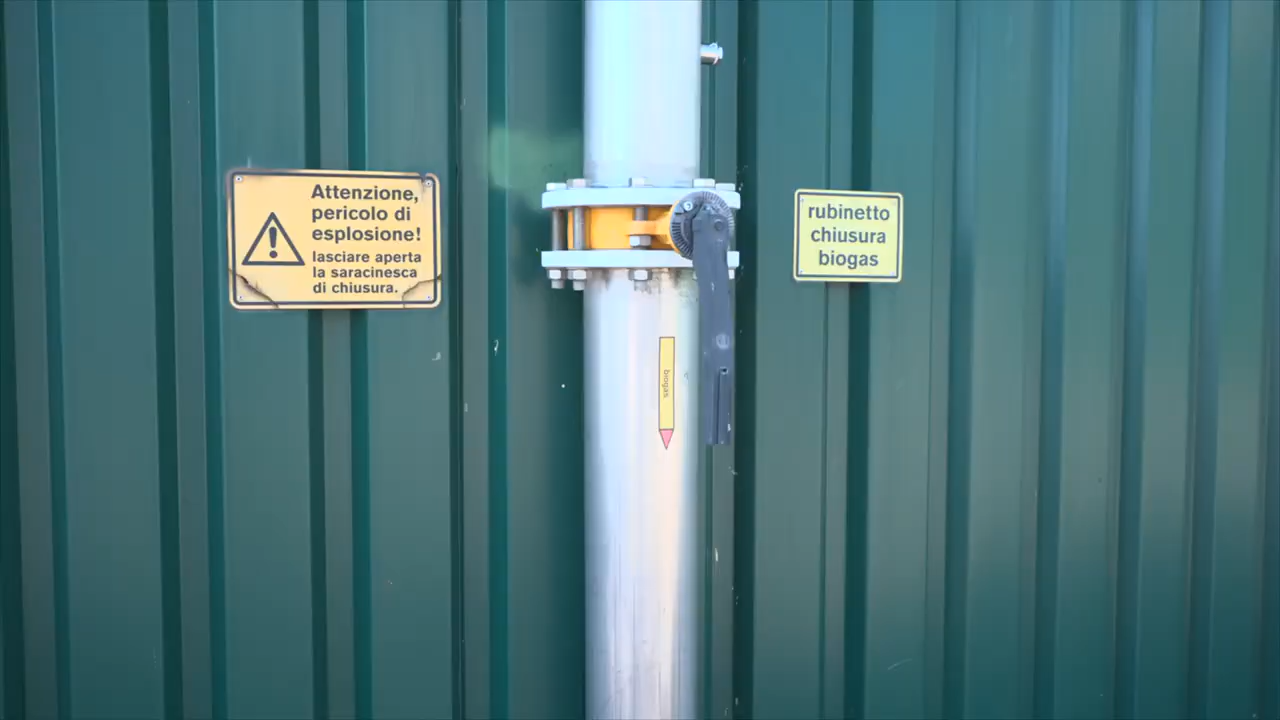 Attenzione,
pericolo di
esplosione!
lasciare aperta
la saracinesca
di chiusura.
biogas
rubinetto
chiusura
biogas